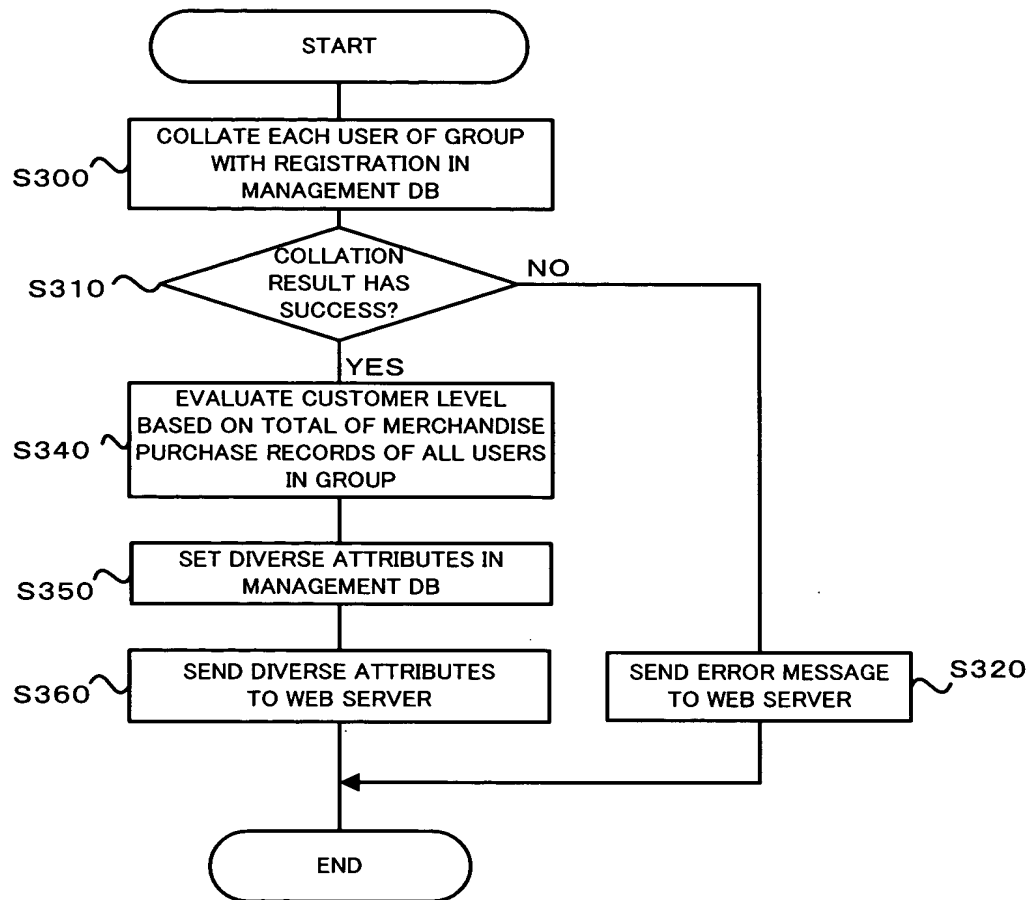 START
COLLATE EACH USER OF GROUP
WITH REGISTRATION IN
MANAGEMENT DB
S300
COLLATION
RESULT HAS
SUCCESS?
S310
NO
YES
EVALUATE CUSTOMER LEVEL
BASED ON TOTAL OF MERCHANDISE
PURCHASE RECORDS OF ALL USERS
IN GROUP
S340
SET DIVERSE ATTRIBUTES IN
MANAGEMENT DB
S350
SEND DIVERSE ATTRIBUTES
TO WEB SERVER
S360
SEND ERROR MESSAGE
TO WEB SERVER
S320
END